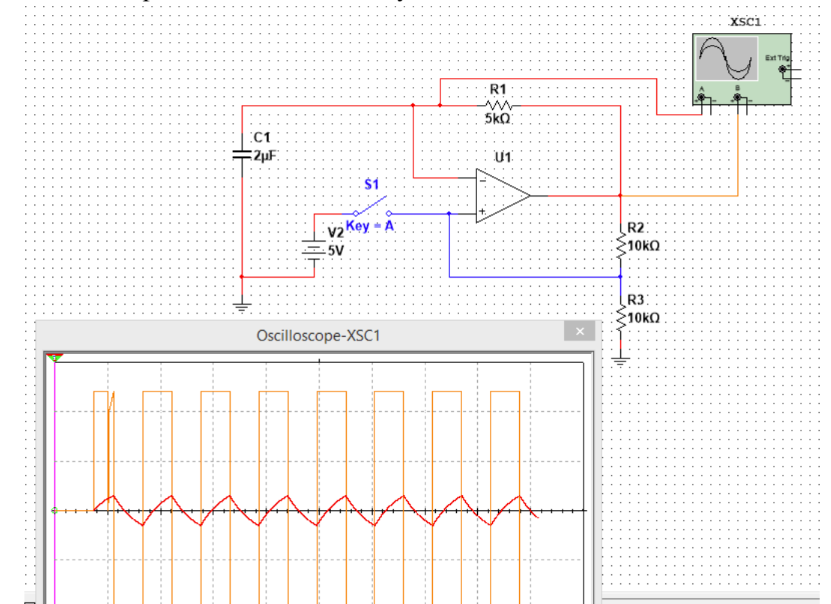 XSC1
Ext Trig
A
B
R1
5kΩ
C1
2µF
U1
S1
Key = A
V2
5V
R2
10kΩ
R3
10kΩ
Oscilloscope-XSC1